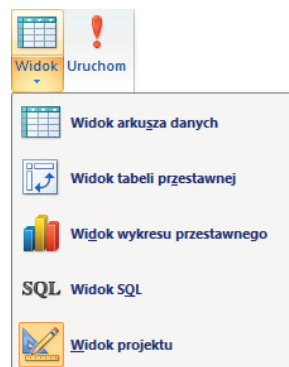 Widok Uruchom
Widok arkusza danych
Widok tabeli przestawnej
Widok wykresu przestawnego
SQL Widok SQL
Widok projektu